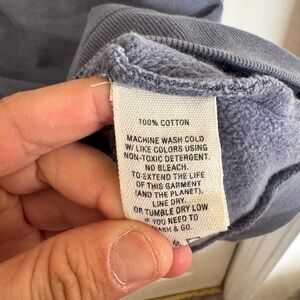 100% COTTON
MACHINE WASH COLD
W/ LIKE COLORS USING
NON-TOXIC DETERGENT.
NO BLEACH.
TO EXTEND THE LIFE
OF THIS GARMENT
(AND THE PLANET),
LINE DRY.
OR TUMBLE DRY LOW
IF YOU NEED TO
& GO.